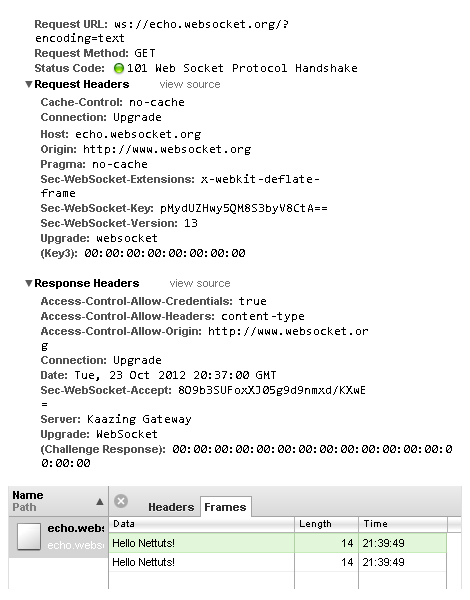 Request URL: ws://echo.websocket.org/?
encoding=text
Request Method: GET
Status Code: 101 Web Socket Protocol Handshake
▼Request Headers view source
Cache-Control: no-cache
Connection: Upgrade
Host: echo.websocket.org
Origin: http://www.websocket.org
Pragma: no-cache
Sec-WebSocket-Extensions: x-webkit-deflate-
frame
Sec-WebSocket-Key: pMydUZHwy5QM8S3byV8CtA==
Sec-WebSocket-Version: 13
Upgrade: websocket
(Key3): 00:00:00:00:00:00:00:00
▼Response Headers view source
Access-Control-Allow-Credentials: true
Access-Control-Allow-Headers: content-type
Access-Control-Allow-Origin: http://www.websocket.or
g
Connection: Upgrade
Date: Tue, 23 Oct 2012 20:37:00 GMT
Sec-WebSocket-Accept: 8O9b3SUFoxXJ05g9d9nmxd/KXwE
=
Server: Kaazing Gateway
Upgrade: WebSocket
(Challenge Response): 00:00:00:00:00:00:00:00:00:00:00:00:00:0
0:00:00
Name
Path ▲ Headers Frames
echo.webs
echo.webs
Data Length Time
Hello Nettuts! 14 21:39:49
Hello Nettuts! 14 21:39:49